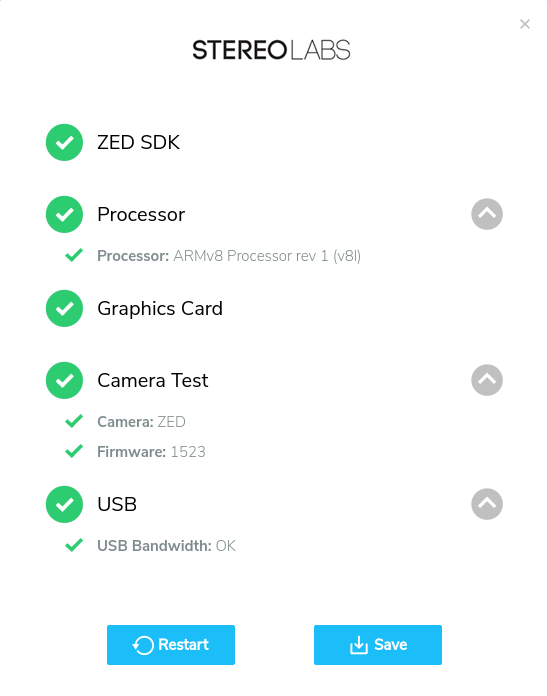 STEREOLABS
ZED SDK
Processor
Processor: ARMv8 Processor rev 1 (v8l)
Graphics Card
Camera Test
Camera: ZED
Firmware: 1523
USB
USB Bandwidth: OK
Restart
Save